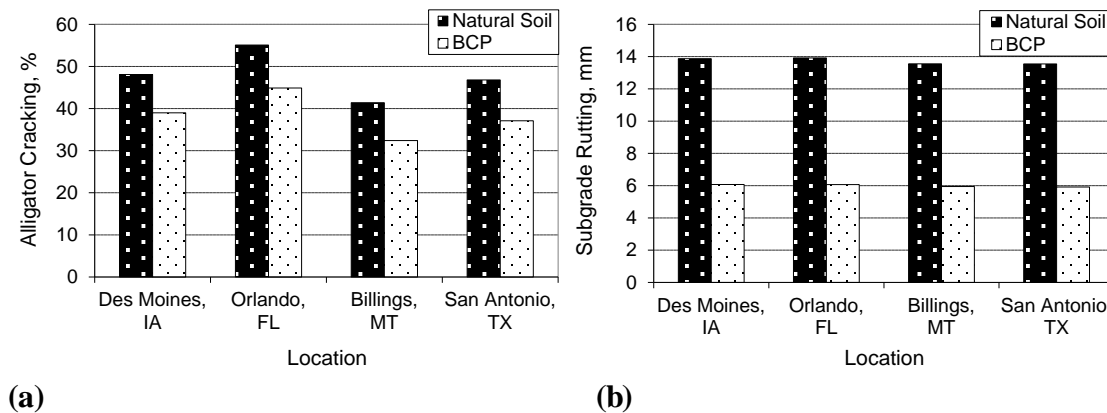 Alligator Cracking, %
60
50
40
30
20
10
0
Natural Soil
BCP
Des Moines,
IA
Orlando,
FL
Billings,
MT
San Antonio,
TX
Location
(a)
Subgrade Rutting, mm
16
14
12
10
8
6
4
2
0
Natural Soil
BCP
Des Moines,
IA
Orlando,
FL
Billings,
MT
San Antonio
TX
Location
(b)